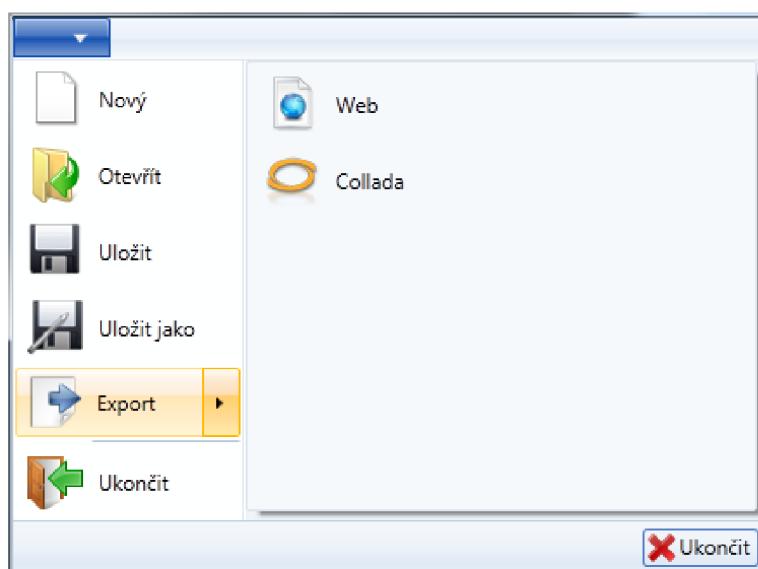 Nový
Otevřít
Uložit
Uložit jako
Export
Ukončit
Web
Collada
Ukončit